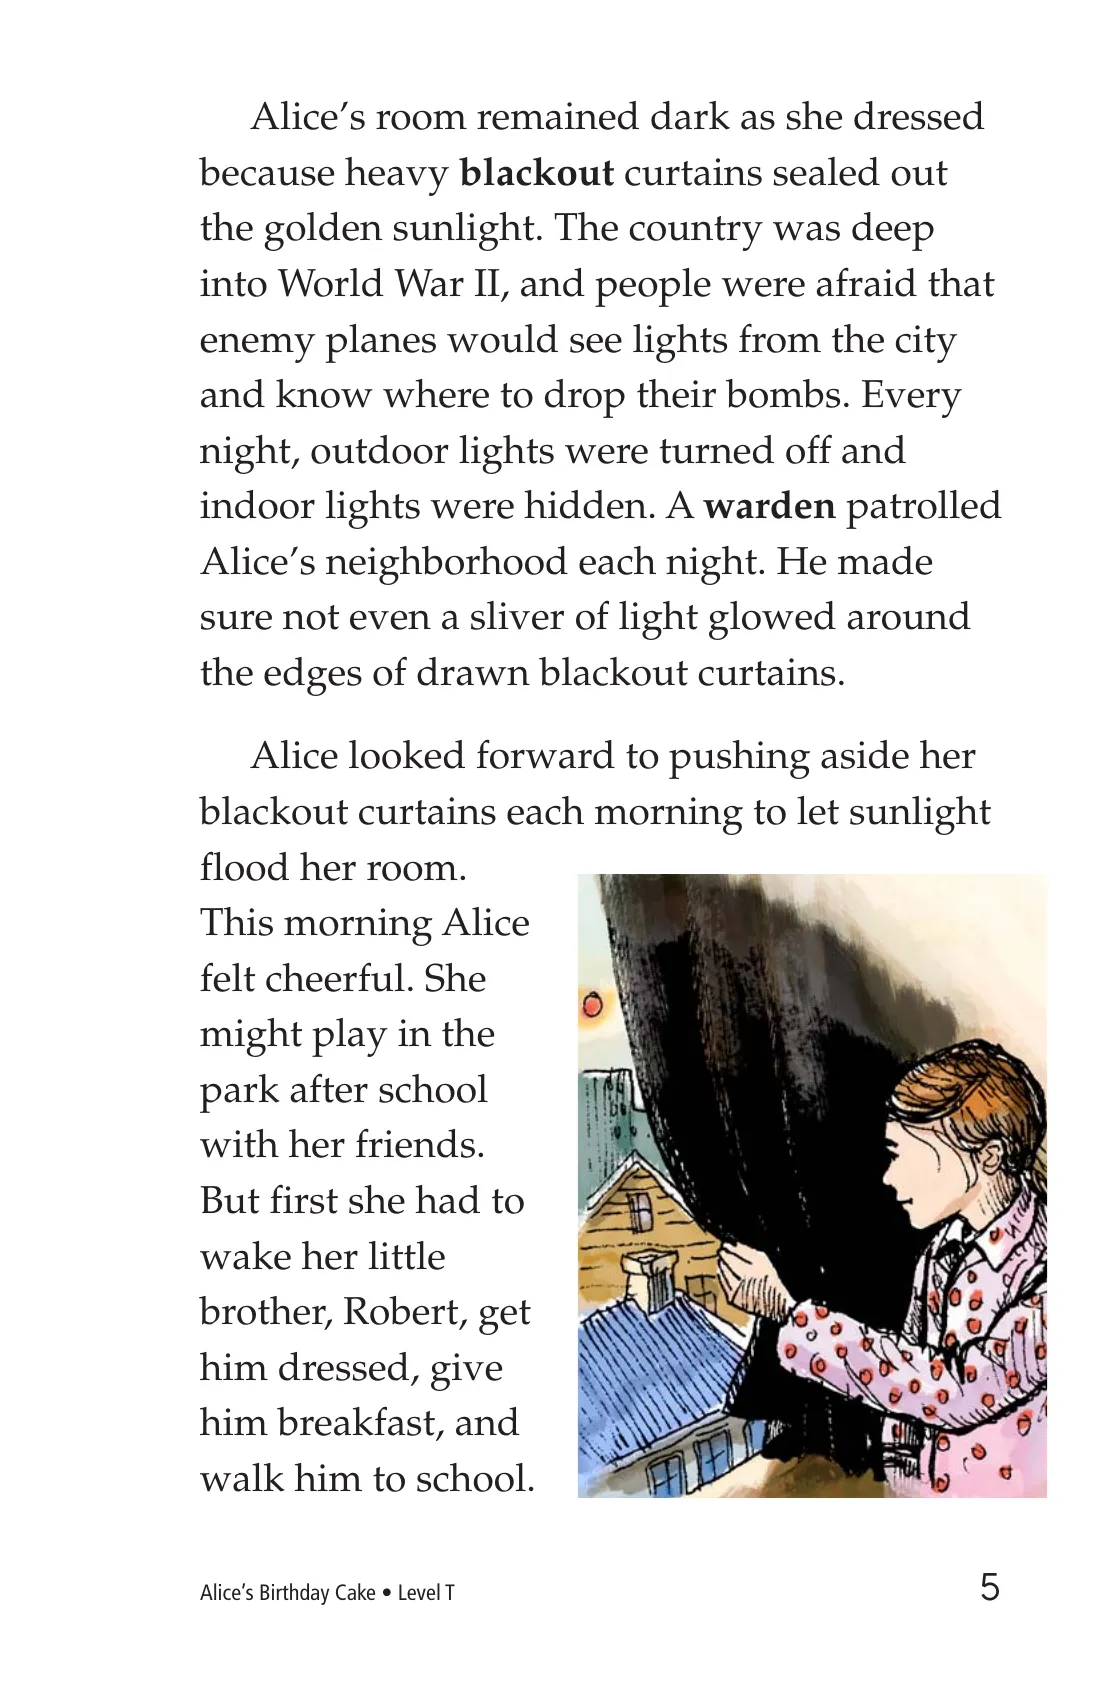 Alice’s room remained dark as she dressed
because heavy blackout curtains sealed out
the golden sunlight. The country was deep
into World War II, and people were afraid that
enemy planes would see lights from the city
and know where to drop their bombs. Every
night, outdoor lights were turned off and
indoor lights were hidden. A warden patrolled
Alice’s neighborhood each night. He made
sure not even a sliver of light glowed around
the edges of drawn blackout curtains.
Alice looked forward to pushing aside her
blackout curtains each morning to let sunlight
flood her room.
This morning Alice
felt cheerful. She
might play in the
park after school
with her friends.
But first she had to
wake her little
brother, Robert, get
him dressed, give
him breakfast, and
walk him to school.
Alice’s Birthday Cake • Level T
5